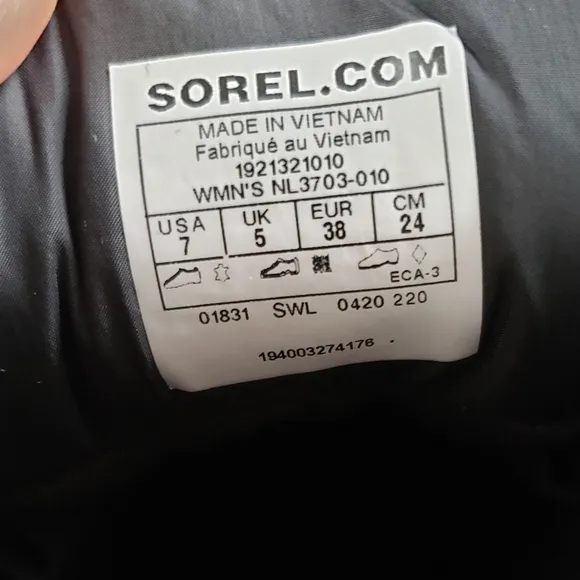 SOREL.COM
MADE IN VIETNAM
Fabriqué au Vietnam
1921321010
WMN'S NL3703-010
USA UK EUR CM
7 5 38 24
ECA-3
01831 SWL 0420 220
194003274176